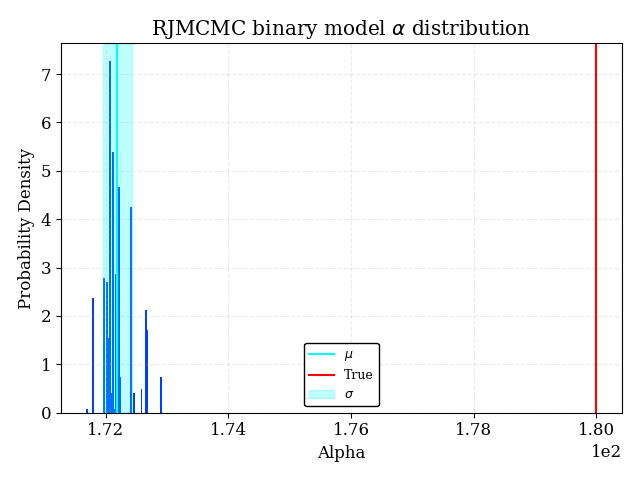 RJMCMC binary model α distribution
Probability Density
7
6
5
4
3
2
1
0
μ
True
σ
1.72
1.74
1.76
1.78
1.80
1e2
Alpha